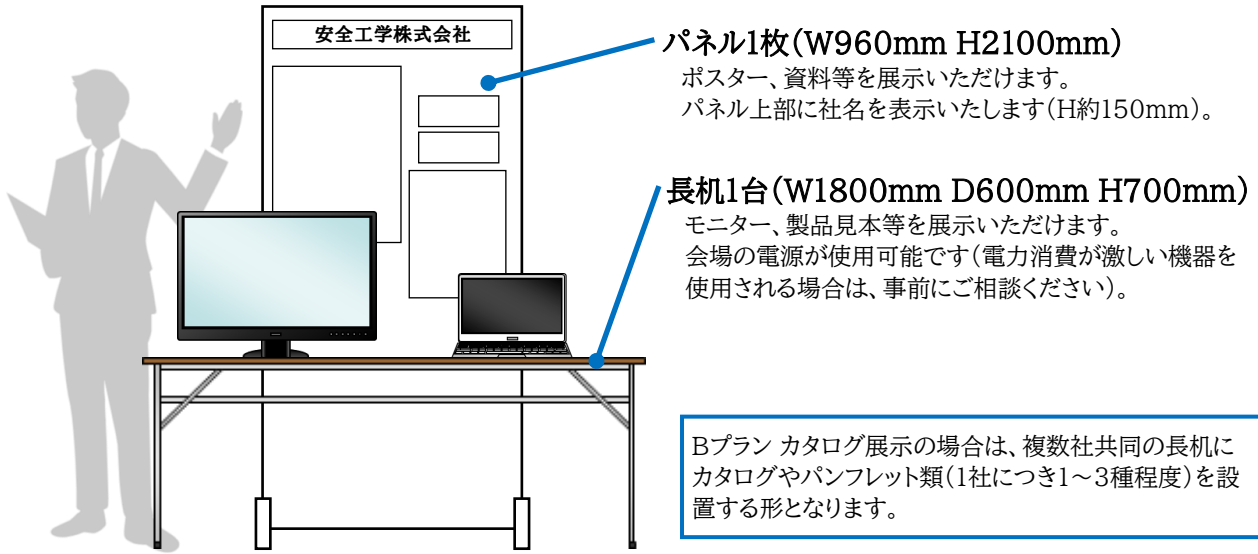 安全工学株式会社
パネル1枚(W960mm H2100mm)
ポスター、資料等を展示いただけます。
パネル上部に社名を表示いたします(H約150mm)。
長机1台(W1800mm D600mm H700mm)
モニター、製品見本等を展示いただけます。
会場の電源が使用可能です(電力消費が激しい機器を
使用される場合は、事前にご相談ください)。
Bプラン カタログ展示の場合は、複数社共同の長机に
カタログやパンフレット類(1社につき1～3種程度)を設
置する形となります。